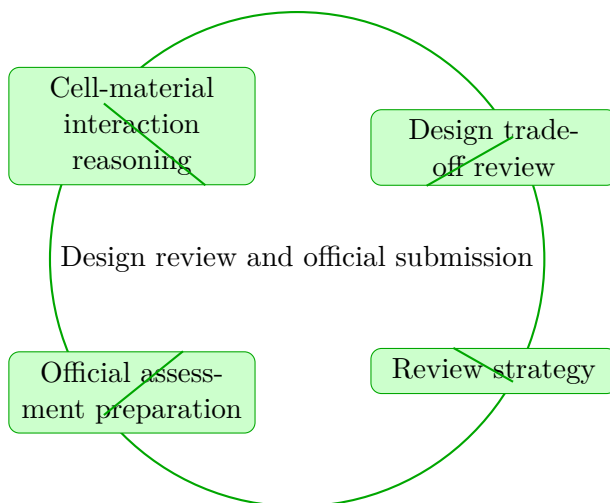 Cell-material
interaction
reasoning
Design trade-
off review
Design review and official submission
Official assess-
ment preparation
Review strategy